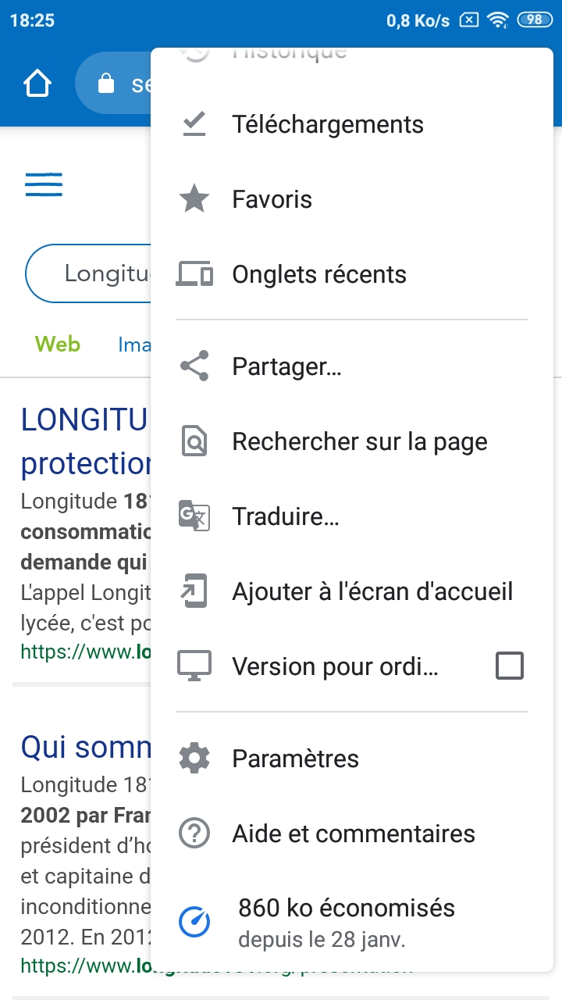 18:25
0,8 Ko/s
98
Historique
Téléchargements
Favoris
Longitu
Onglets récents
Web
Ima
Partager...
LONGITU
protection
Rechercher sur la page
Longitude 18
consommatio
Traduire...
demande qui
L'appel Longit
Ajouter à l'écran d'accueil
lycée, c'est po
https://www.lo
Version pour ordi...
Qui somm
Paramètres
Longitude 18
2002 par Fran
président d'ho
Aide et commentaires
et capitaine d
inconditionne
860 ko économisés
2012. En 2012
depuis le 28 janv.
https://www.lo